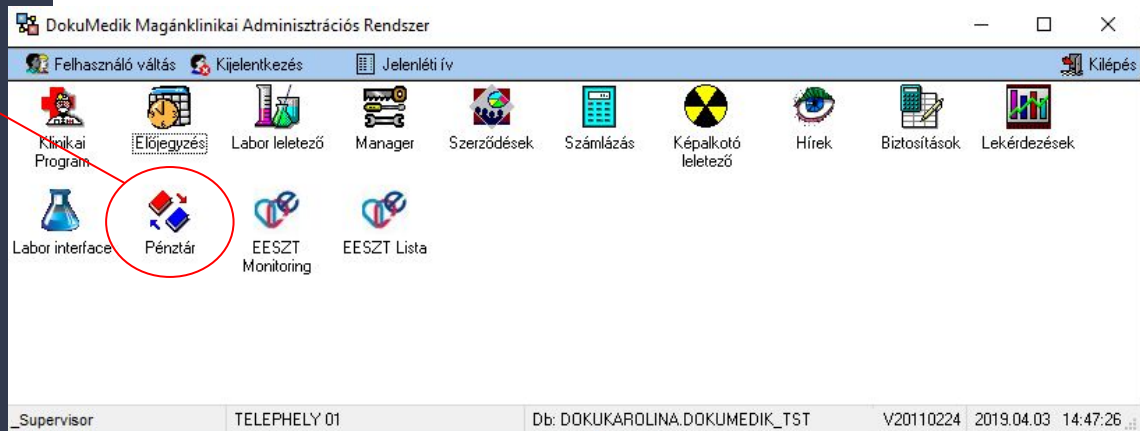 DokuMedik Magánklinikai Adminisztrációs Rendszer
Felhasználó váltás Kijelentkezés Jelenléti ív Kilépés
Klinikai Program
Előjegyzés
Labor leletező
Manager
Szerződések
Számlázás
Képalkotó leletező
Hírek
Biztosítások
Lekérdezések
Labor interface
Pénztár
EESZT Monitoring
EESZT Lista
_Supervisor TELEPHELY 01 Db: DOKUKAROLINA.DOKUMEDIK_TST V20110224 2019.04.03 14:47:26